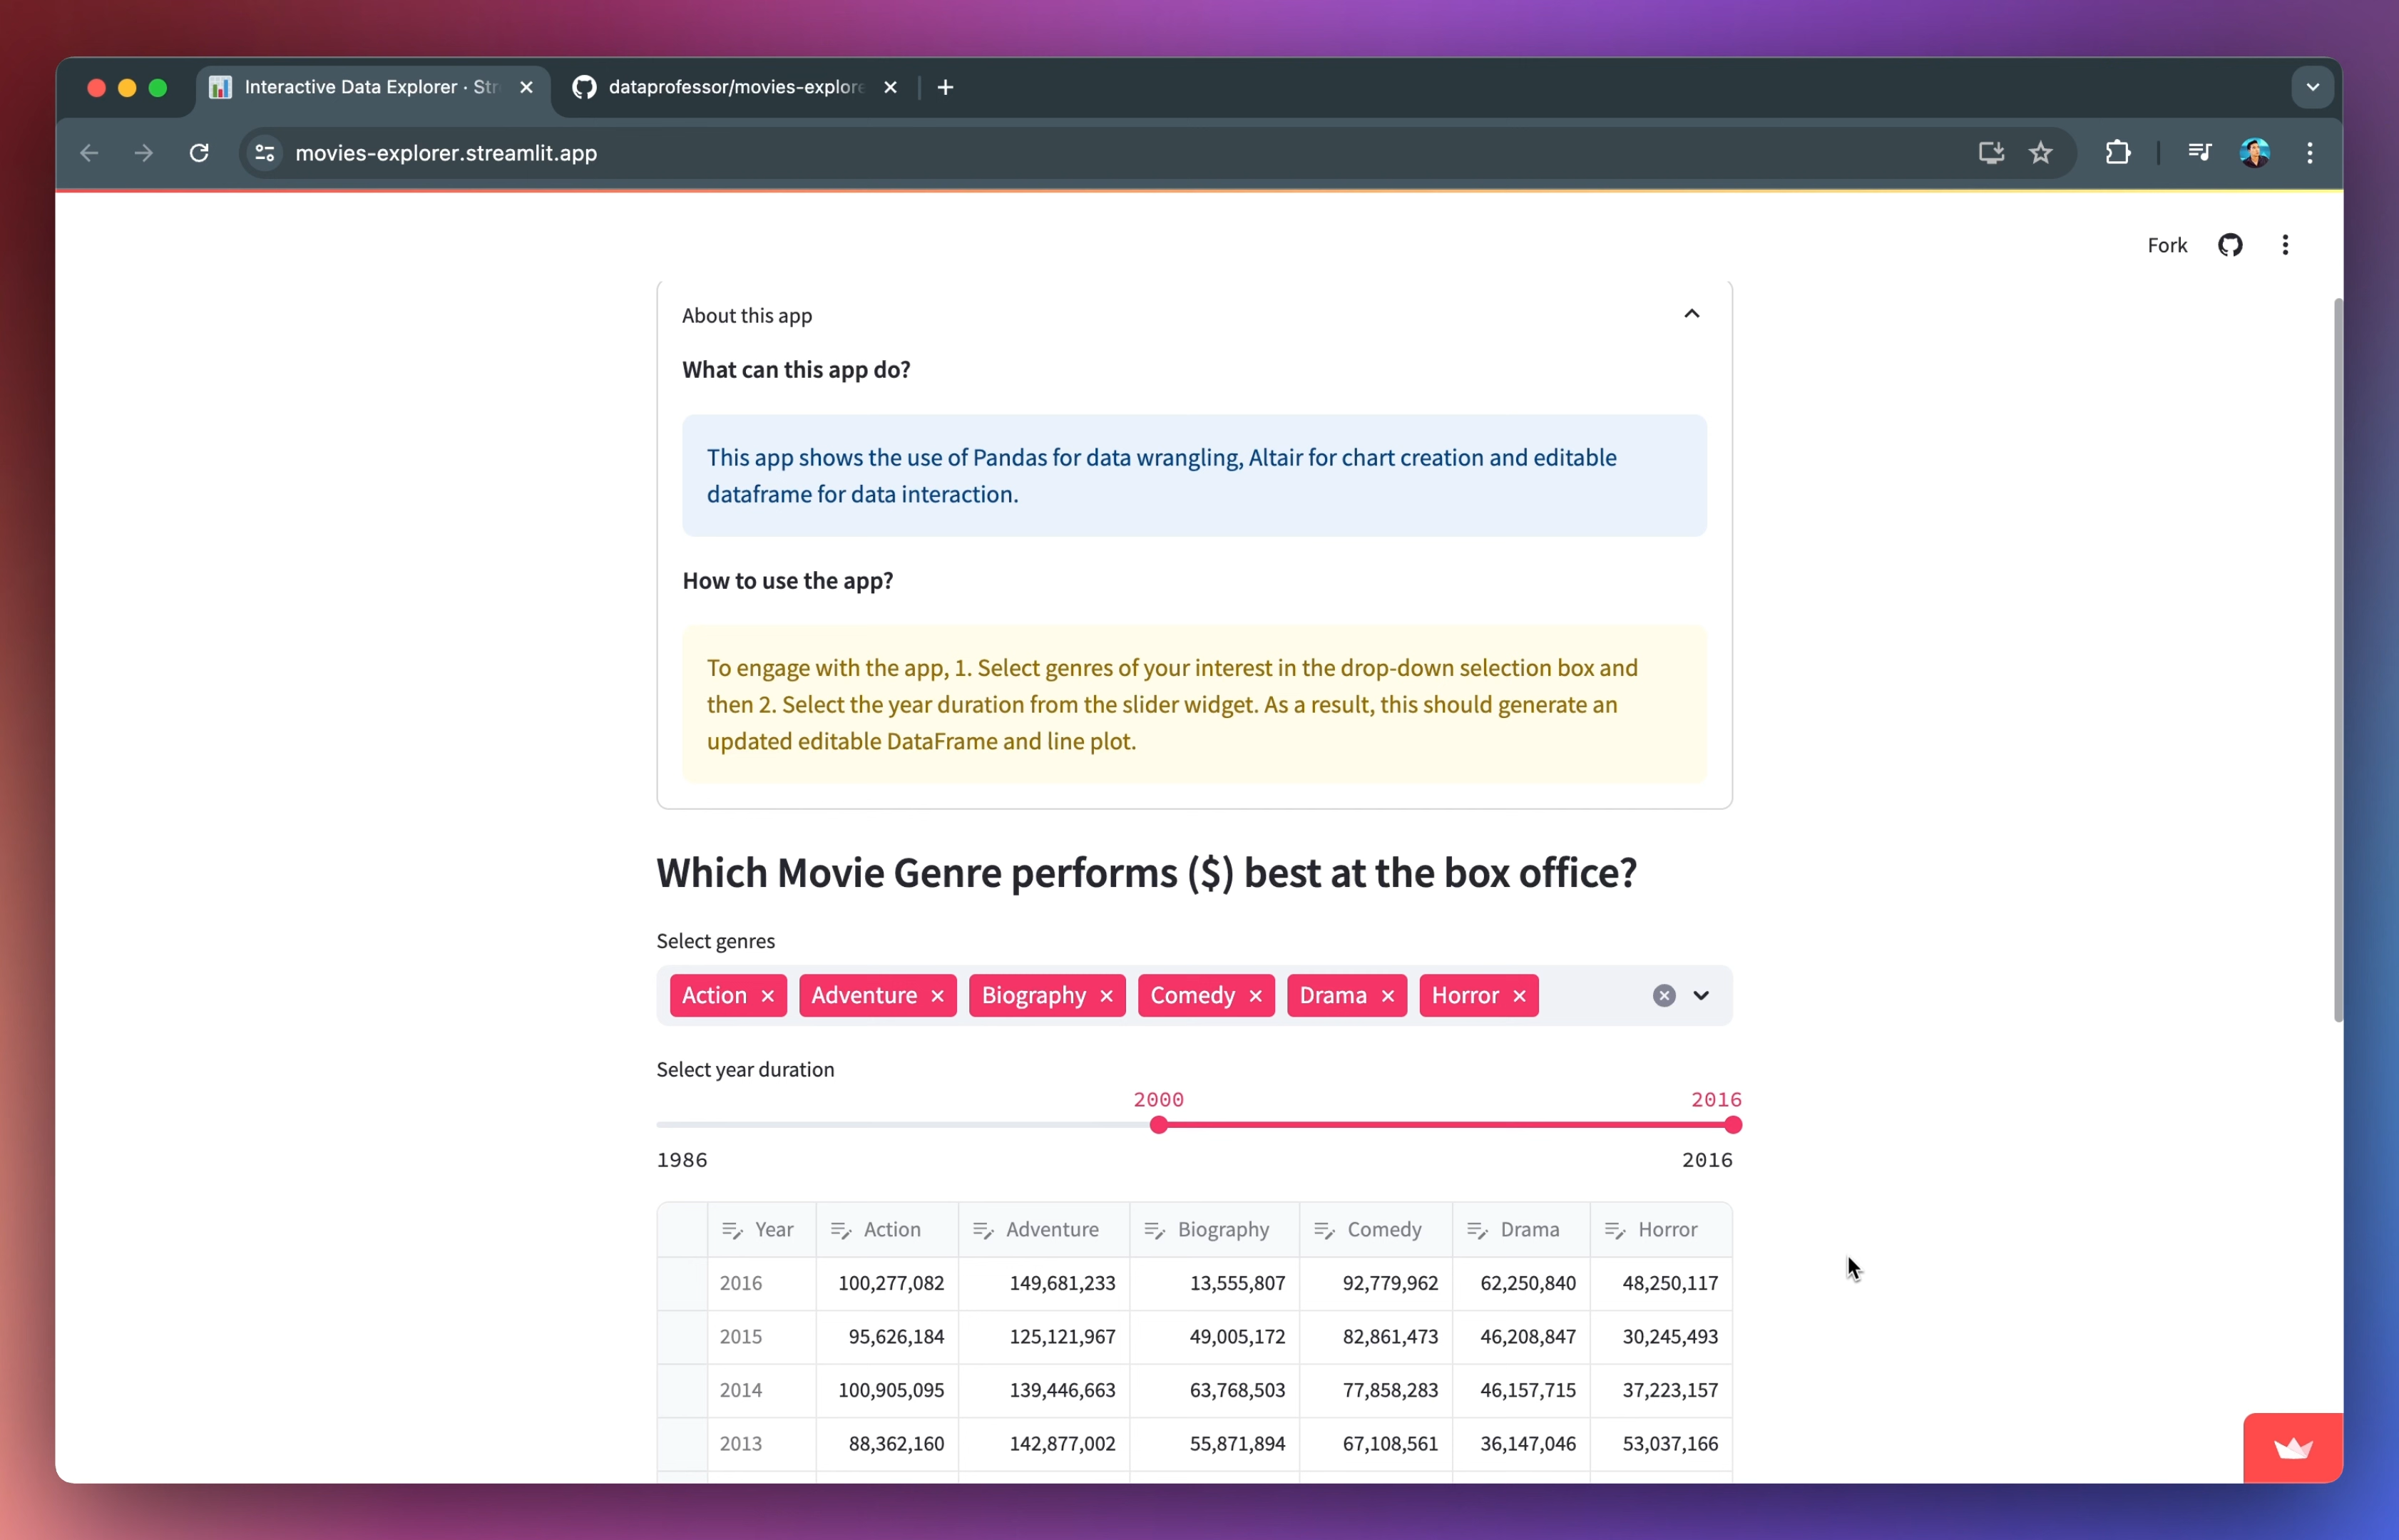 Interactive Data Explorer · Str
dataprofessor/movies-explore
movies-explorer.streamlit.app
Fork
About this app
What can this app do?
This app shows the use of Pandas for data wrangling, Altair for chart creation and editable
dataframe for data interaction.
How to use the app?
To engage with the app, 1. Select genres of your interest in the drop-down selection box and
then 2. Select the year duration from the slider widget. As a result, this should generate an
updated editable DataFrame and line plot.
Which Movie Genre performs ($) best at the box office?
Select genres
Action Adventure Biography Comedy Drama Horror
Select year duration
2000 2016
1986 2016
Year Action Adventure Biography Comedy Drama Horror
2016 100,277,082 149,681,233 13,555,807 92,779,962 62,250,840 48,250,117
2015 95,626,184 125,121,967 49,005,172 82,861,473 46,208,847 30,245,493
2014 100,905,095 139,446,663 63,768,503 77,858,283 46,157,715 37,223,157
2013 88,362,160 142,877,002 55,871,894 67,108,561 36,147,046 53,037,166